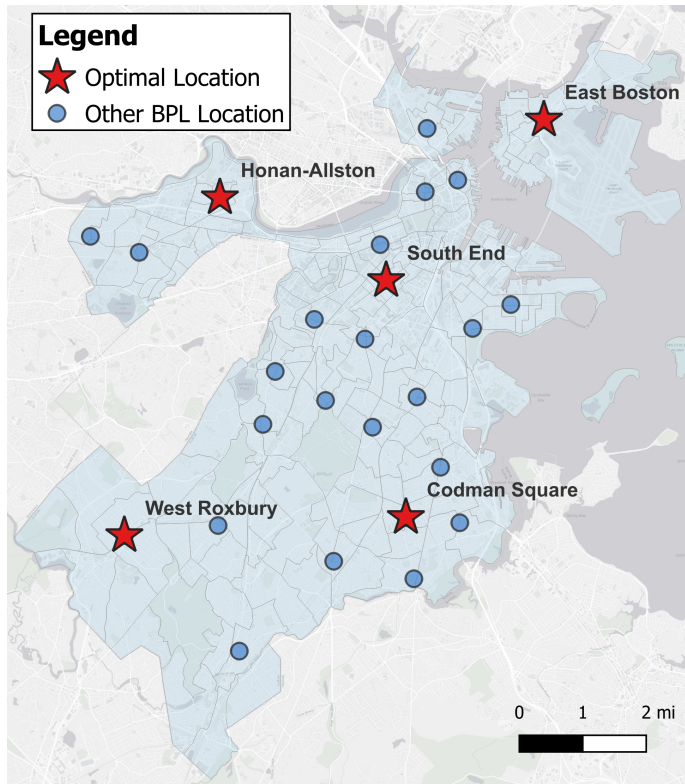 Legend
Optimal Location
Other BPL Location
East Boston
Honan-Allston
South End
Codman Square
West Roxbury
0 1 2 mi